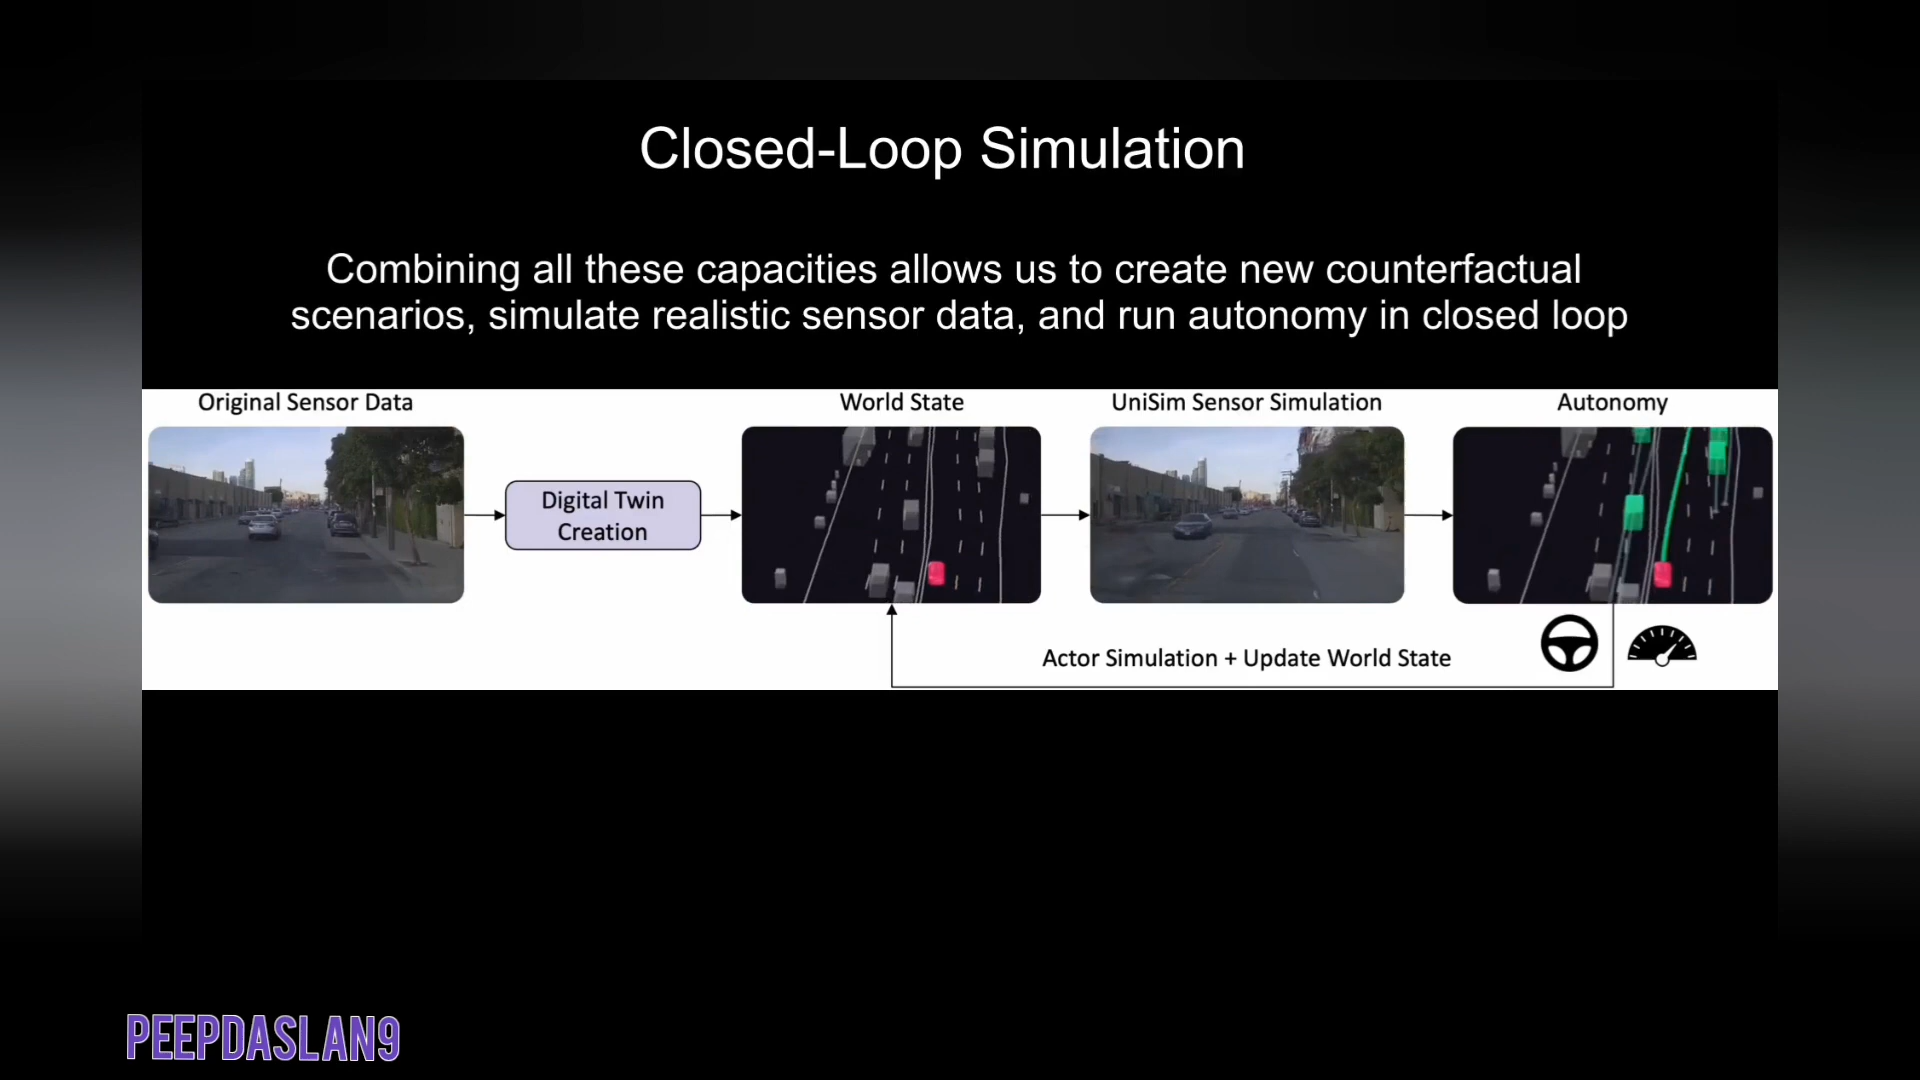 Closed-Loop Simulation
Combining all these capacities allows us to create new counterfactual
scenarios, simulate realistic sensor data, and run autonomy in closed loop
Original Sensor Data
World State
UniSim Sensor Simulation
Autonomy
Digital Twin
Creation
Actor Simulation + Update World State
PEEPDASLAN9